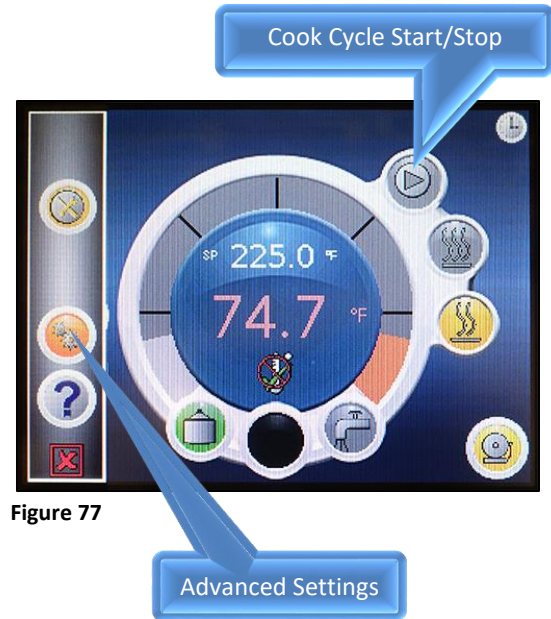 Cook Cycle Start/Stop
SP 225.0 °F
74.7 °F
?
Figure 77
Advanced Settings